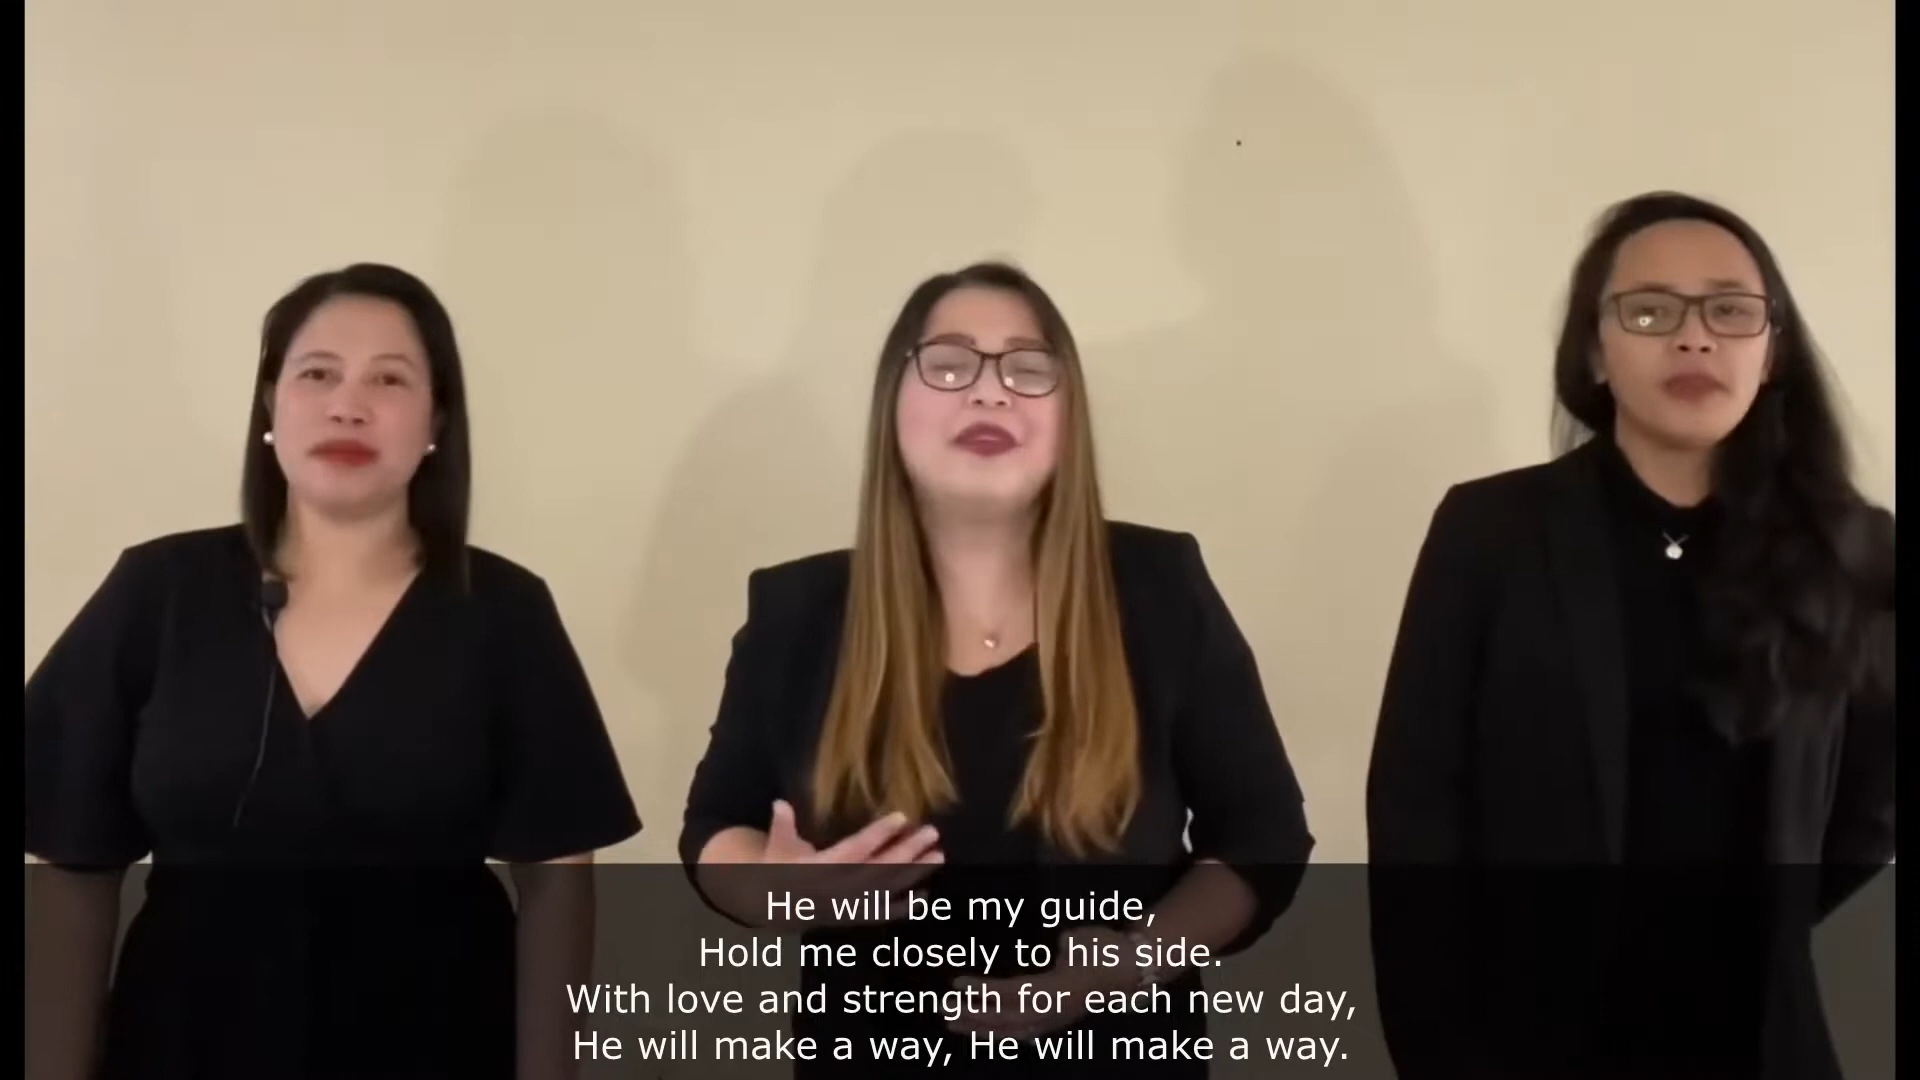 He will be my guide,
Hold me closely to his side.
With love and strength for each new day,
He will make a way, He will make a way.